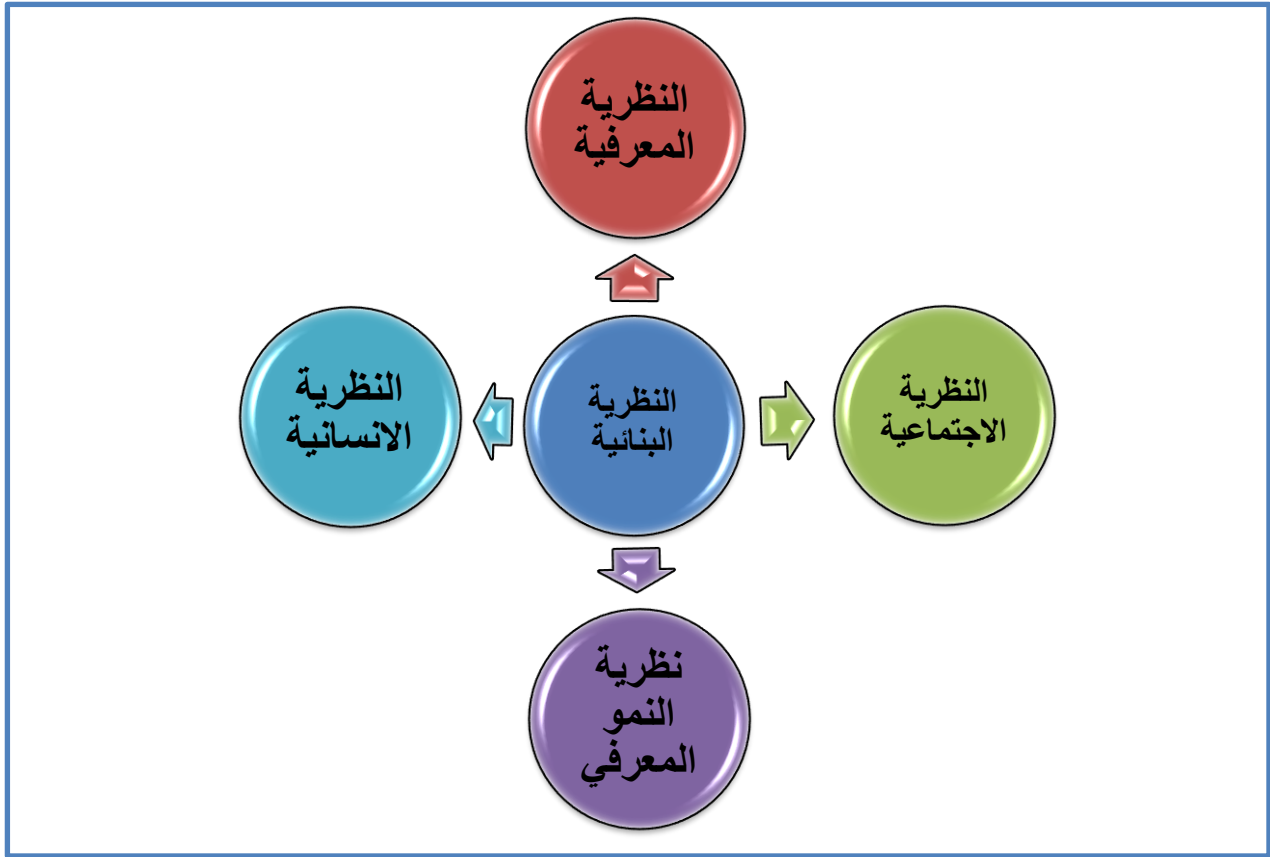 النظرية
المعرفية
النظرية
الاجتماعية
النظرية
البنائية
النظرية
الانسانية
نظرية
النمو
المعرفي